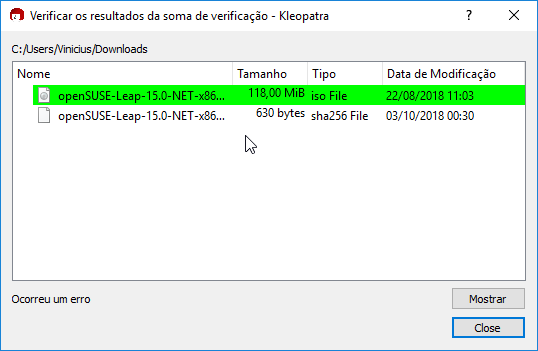 Verificar os resultados da soma de verificação - Kleopatra
C:/Users/Vinicius/Downloads
Nome Tamanho Tipo Data de Modificação
openSUSE-Leap-15.0-NET-x86... 118,00 MiB iso File 22/08/2018 11:03
openSUSE-Leap-15.0-NET-x86... 630 bytes sha256 File 03/10/2018 00:30
Ocorreu um erro Mostrar
Close